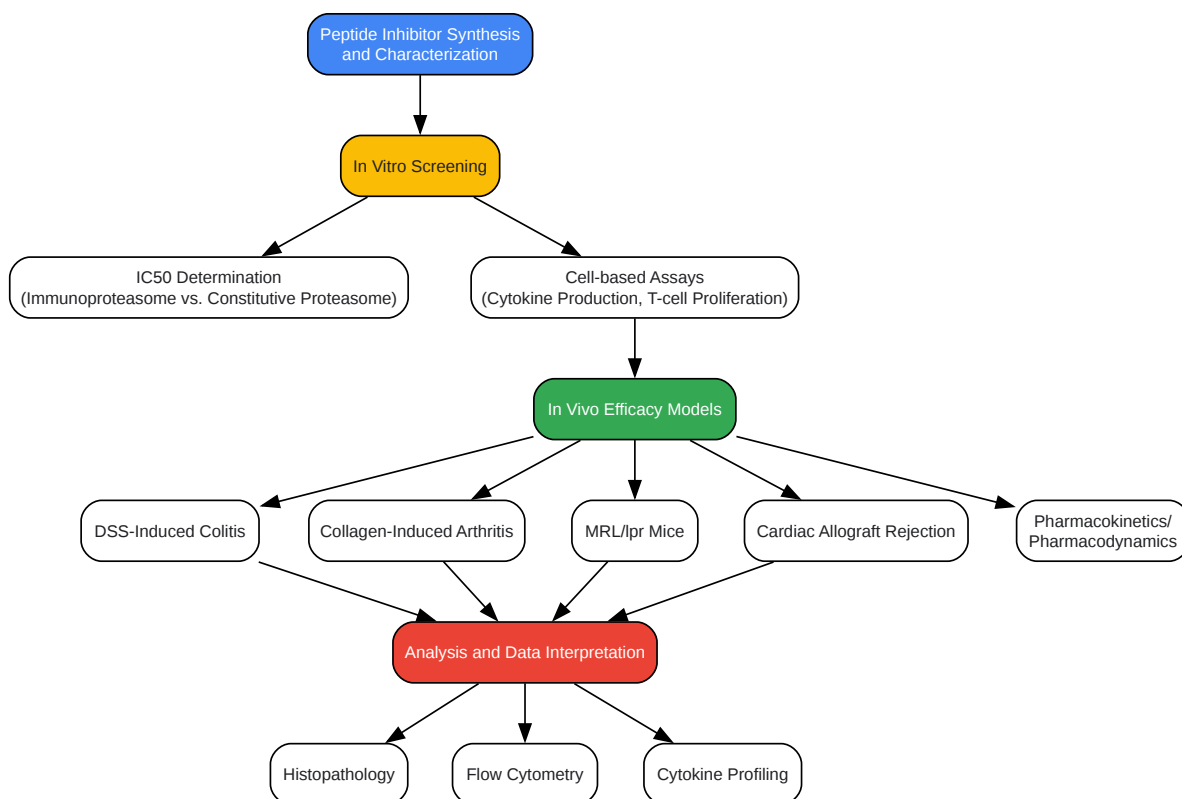 Peptide Inhibitor Synthesis
and Characterization
In Vitro Screening
IC50 Determination
(Immunoproteasome vs. Constitutive Proteasome)
Cell-based Assays
(Cytokine Production, T-cell Proliferation)
In Vivo Efficacy Models
DSS-Induced Colitis
Collagen-Induced Arthritis
MRL/lpr Mice
Cardiac Allograft Rejection
Pharmacokinetics/
Pharmacodynamics
Analysis and Data Interpretation
Histopathology
Flow Cytometry
Cytokine Profiling